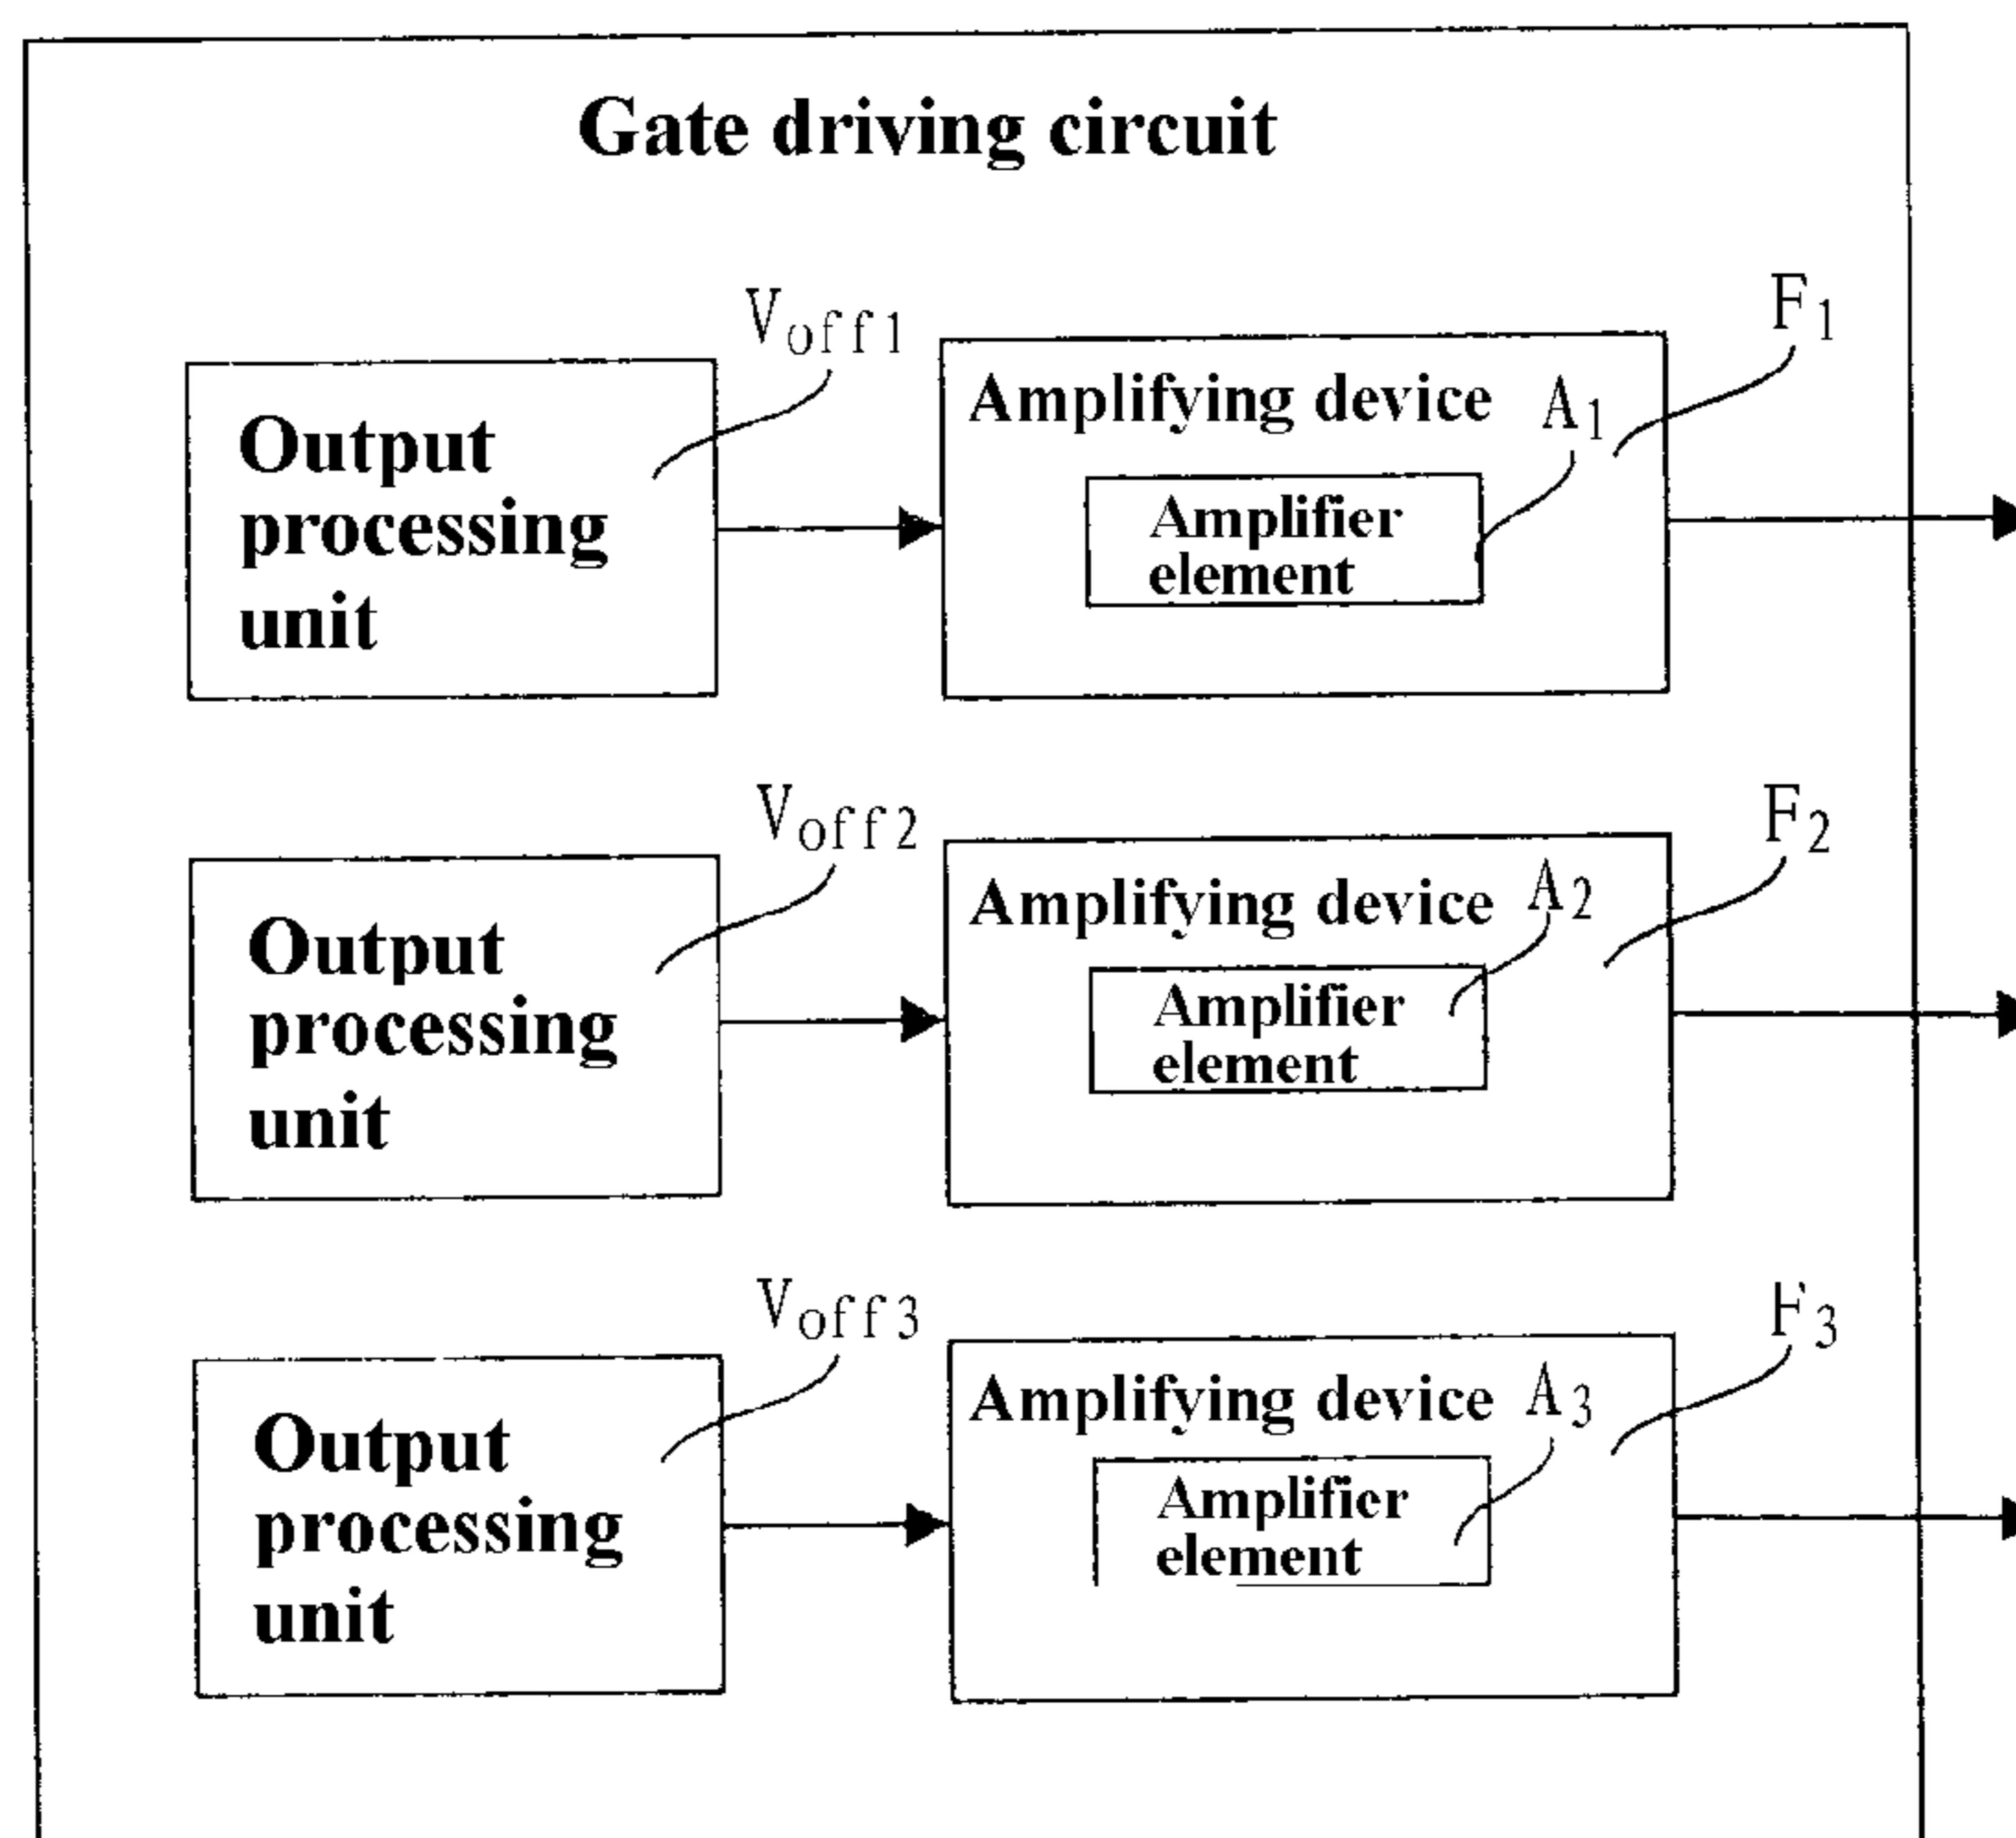 Gate driving circuit
Voff1
F1
Output
processing
unit
Amplifying device
A1
Amplifier
element
Voff2
F2
Output
processing
unit
Amplifying device
A2
Amplifier
element
Voff3
F3
Output
processing
unit
Amplifying device
A3
Amplifier
element